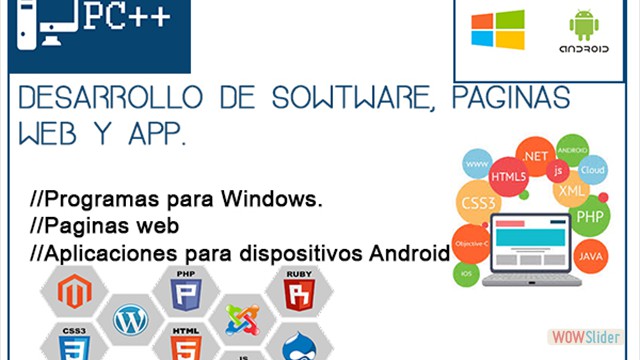 PC++
ANDROID
DESARROLLO DE SOWTWARE, PAGINAS
WEB Y APP.
//Programas para Windows.
//Paginas web
//Aplicaciones para dispositivos Android
.NET
ANDROID
www
HTML5
js
Cloud
XML
CSS3
PHP
Objective-C
JAVA
iOS
PHP
RUBY
CSS3
HTML
JS
WOWSlider